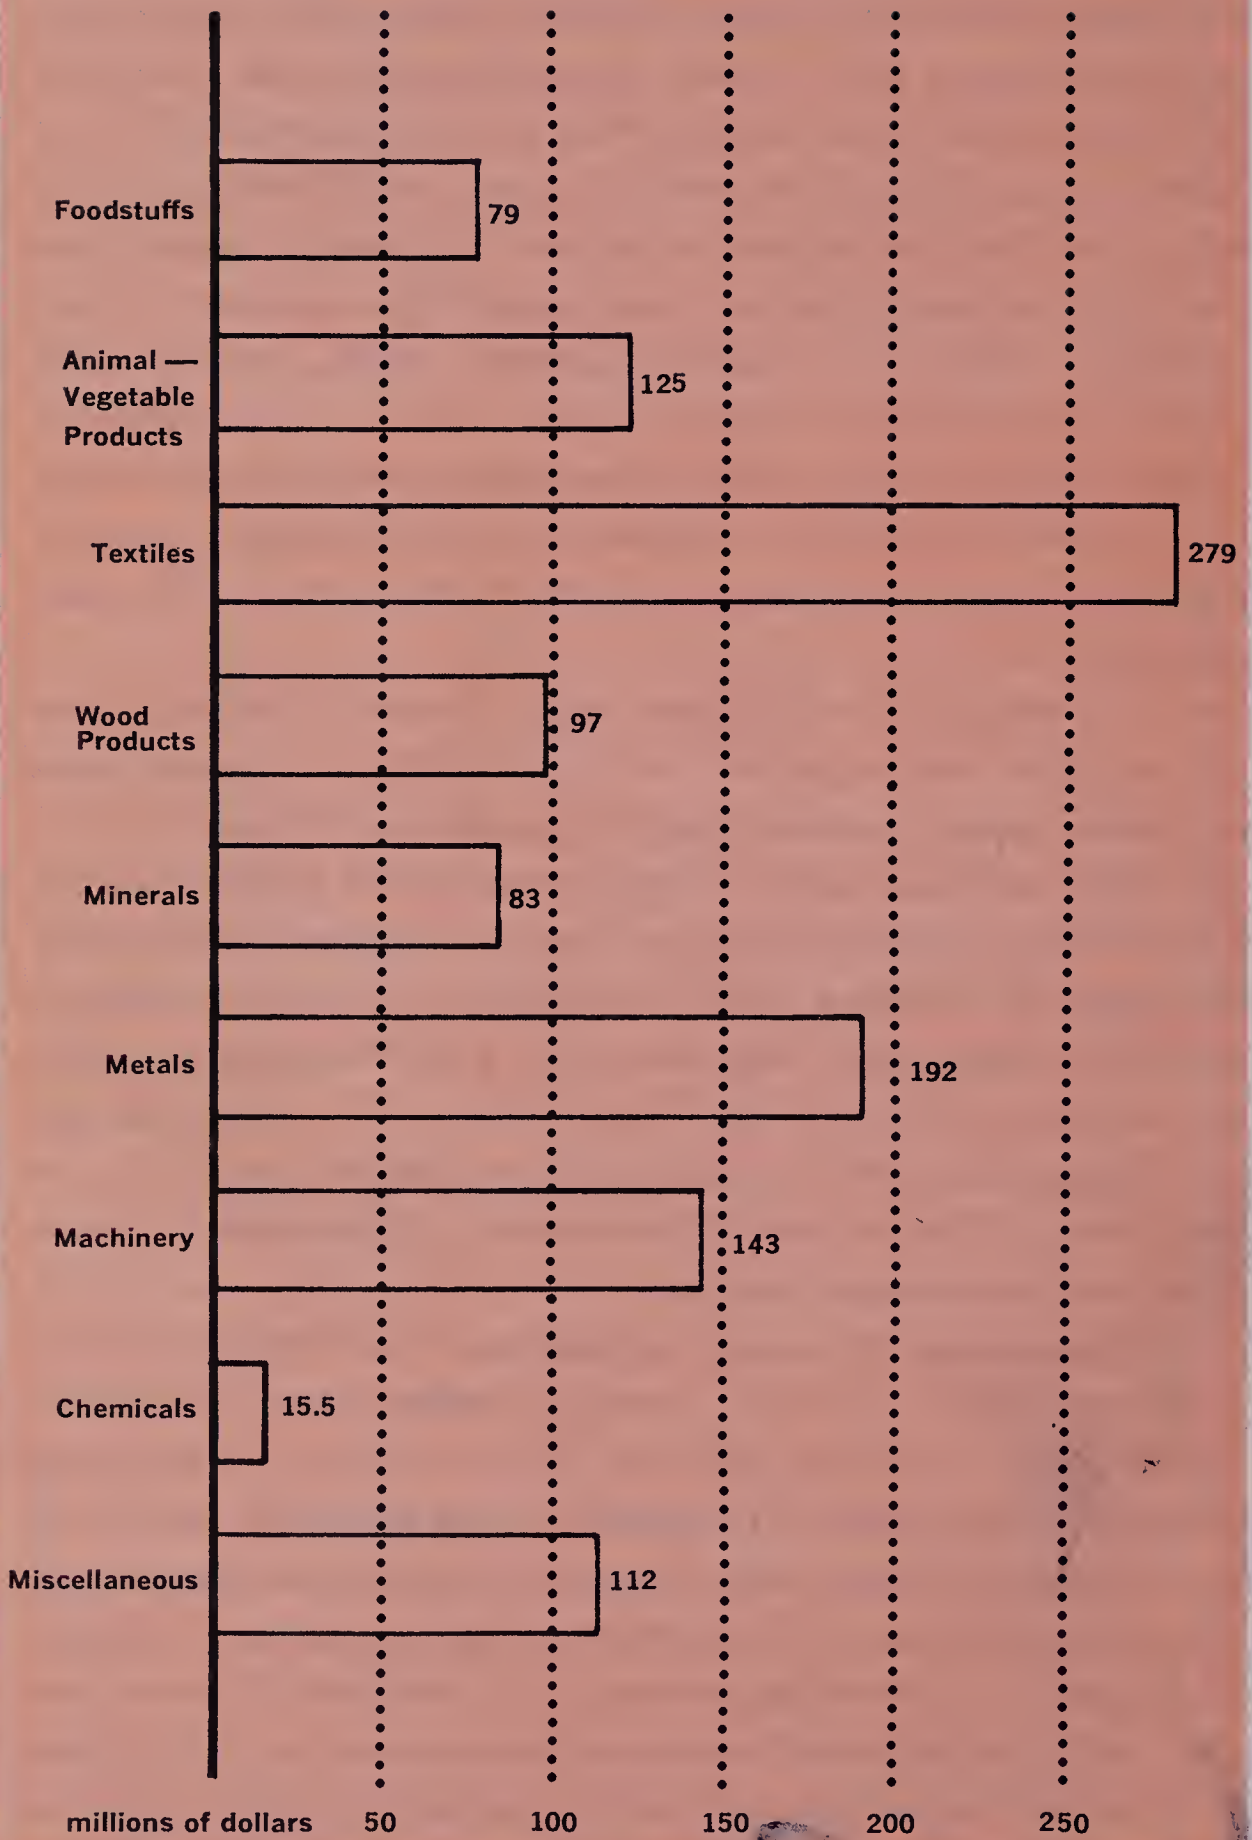 Foodstuffs
79
Animal —
Vegetable
Products
125
Textiles
279
Wood
Products
97
Minerals
83
Metals
192
Machinery
143
Chemicals
15.5
Miscellaneous
112
millions of dollars 50 100 150 200 250